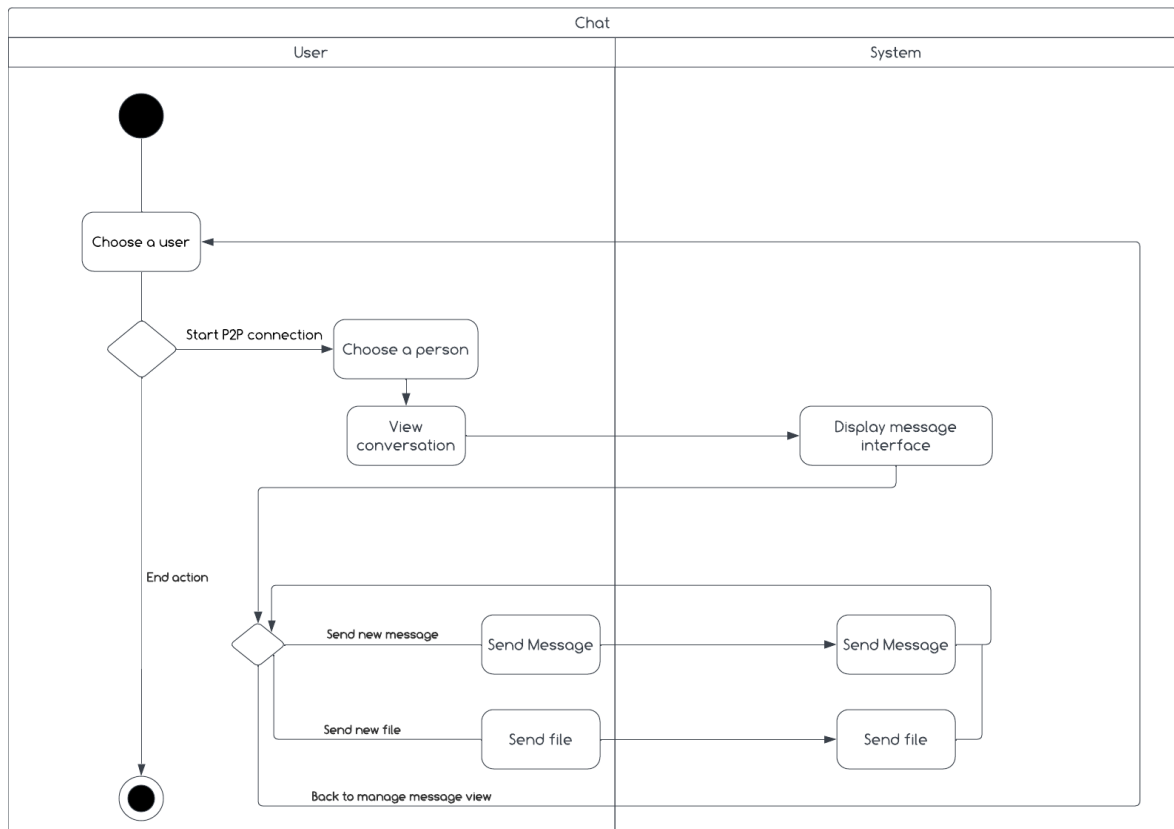 Chat
User
System
Choose a user
Start P2P connection
Choose a person
View
conversation
Display message
interface
End action
Send new message
Send Message
Send Message
Send new file
Send file
Send file
Back to manage message view